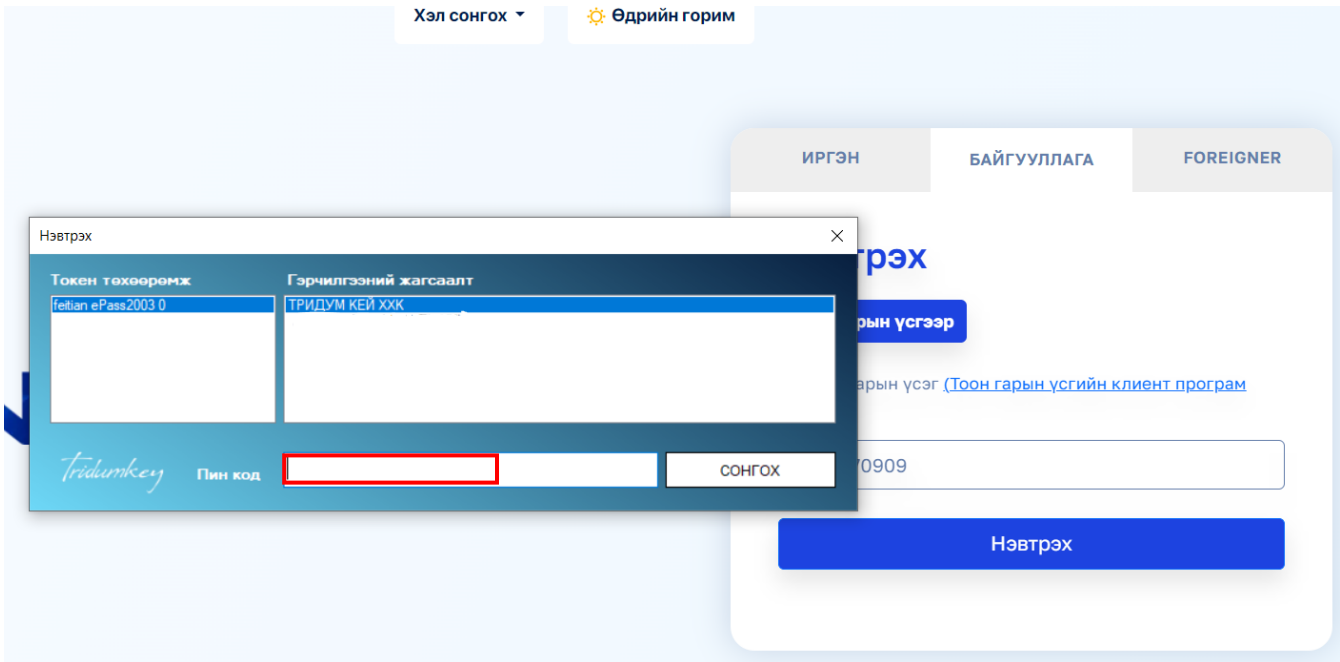 Хэл сонгох
Өдрийн горим
ИРГЭН
БАЙГУУЛЛАГА
FOREIGNER
Нэвтрэх
Токен төхөөрөмж
Гэрчилгээний жагсаалт
feitian ePass2003 0
ТРИДУМ КЕЙ ХХК
Tridumkey
Пин код
СОНГОХ
трэх
рын үсгээр
арын үсэг (Тоон гарын үсгийн клиент програм
70909
Нэвтрэх